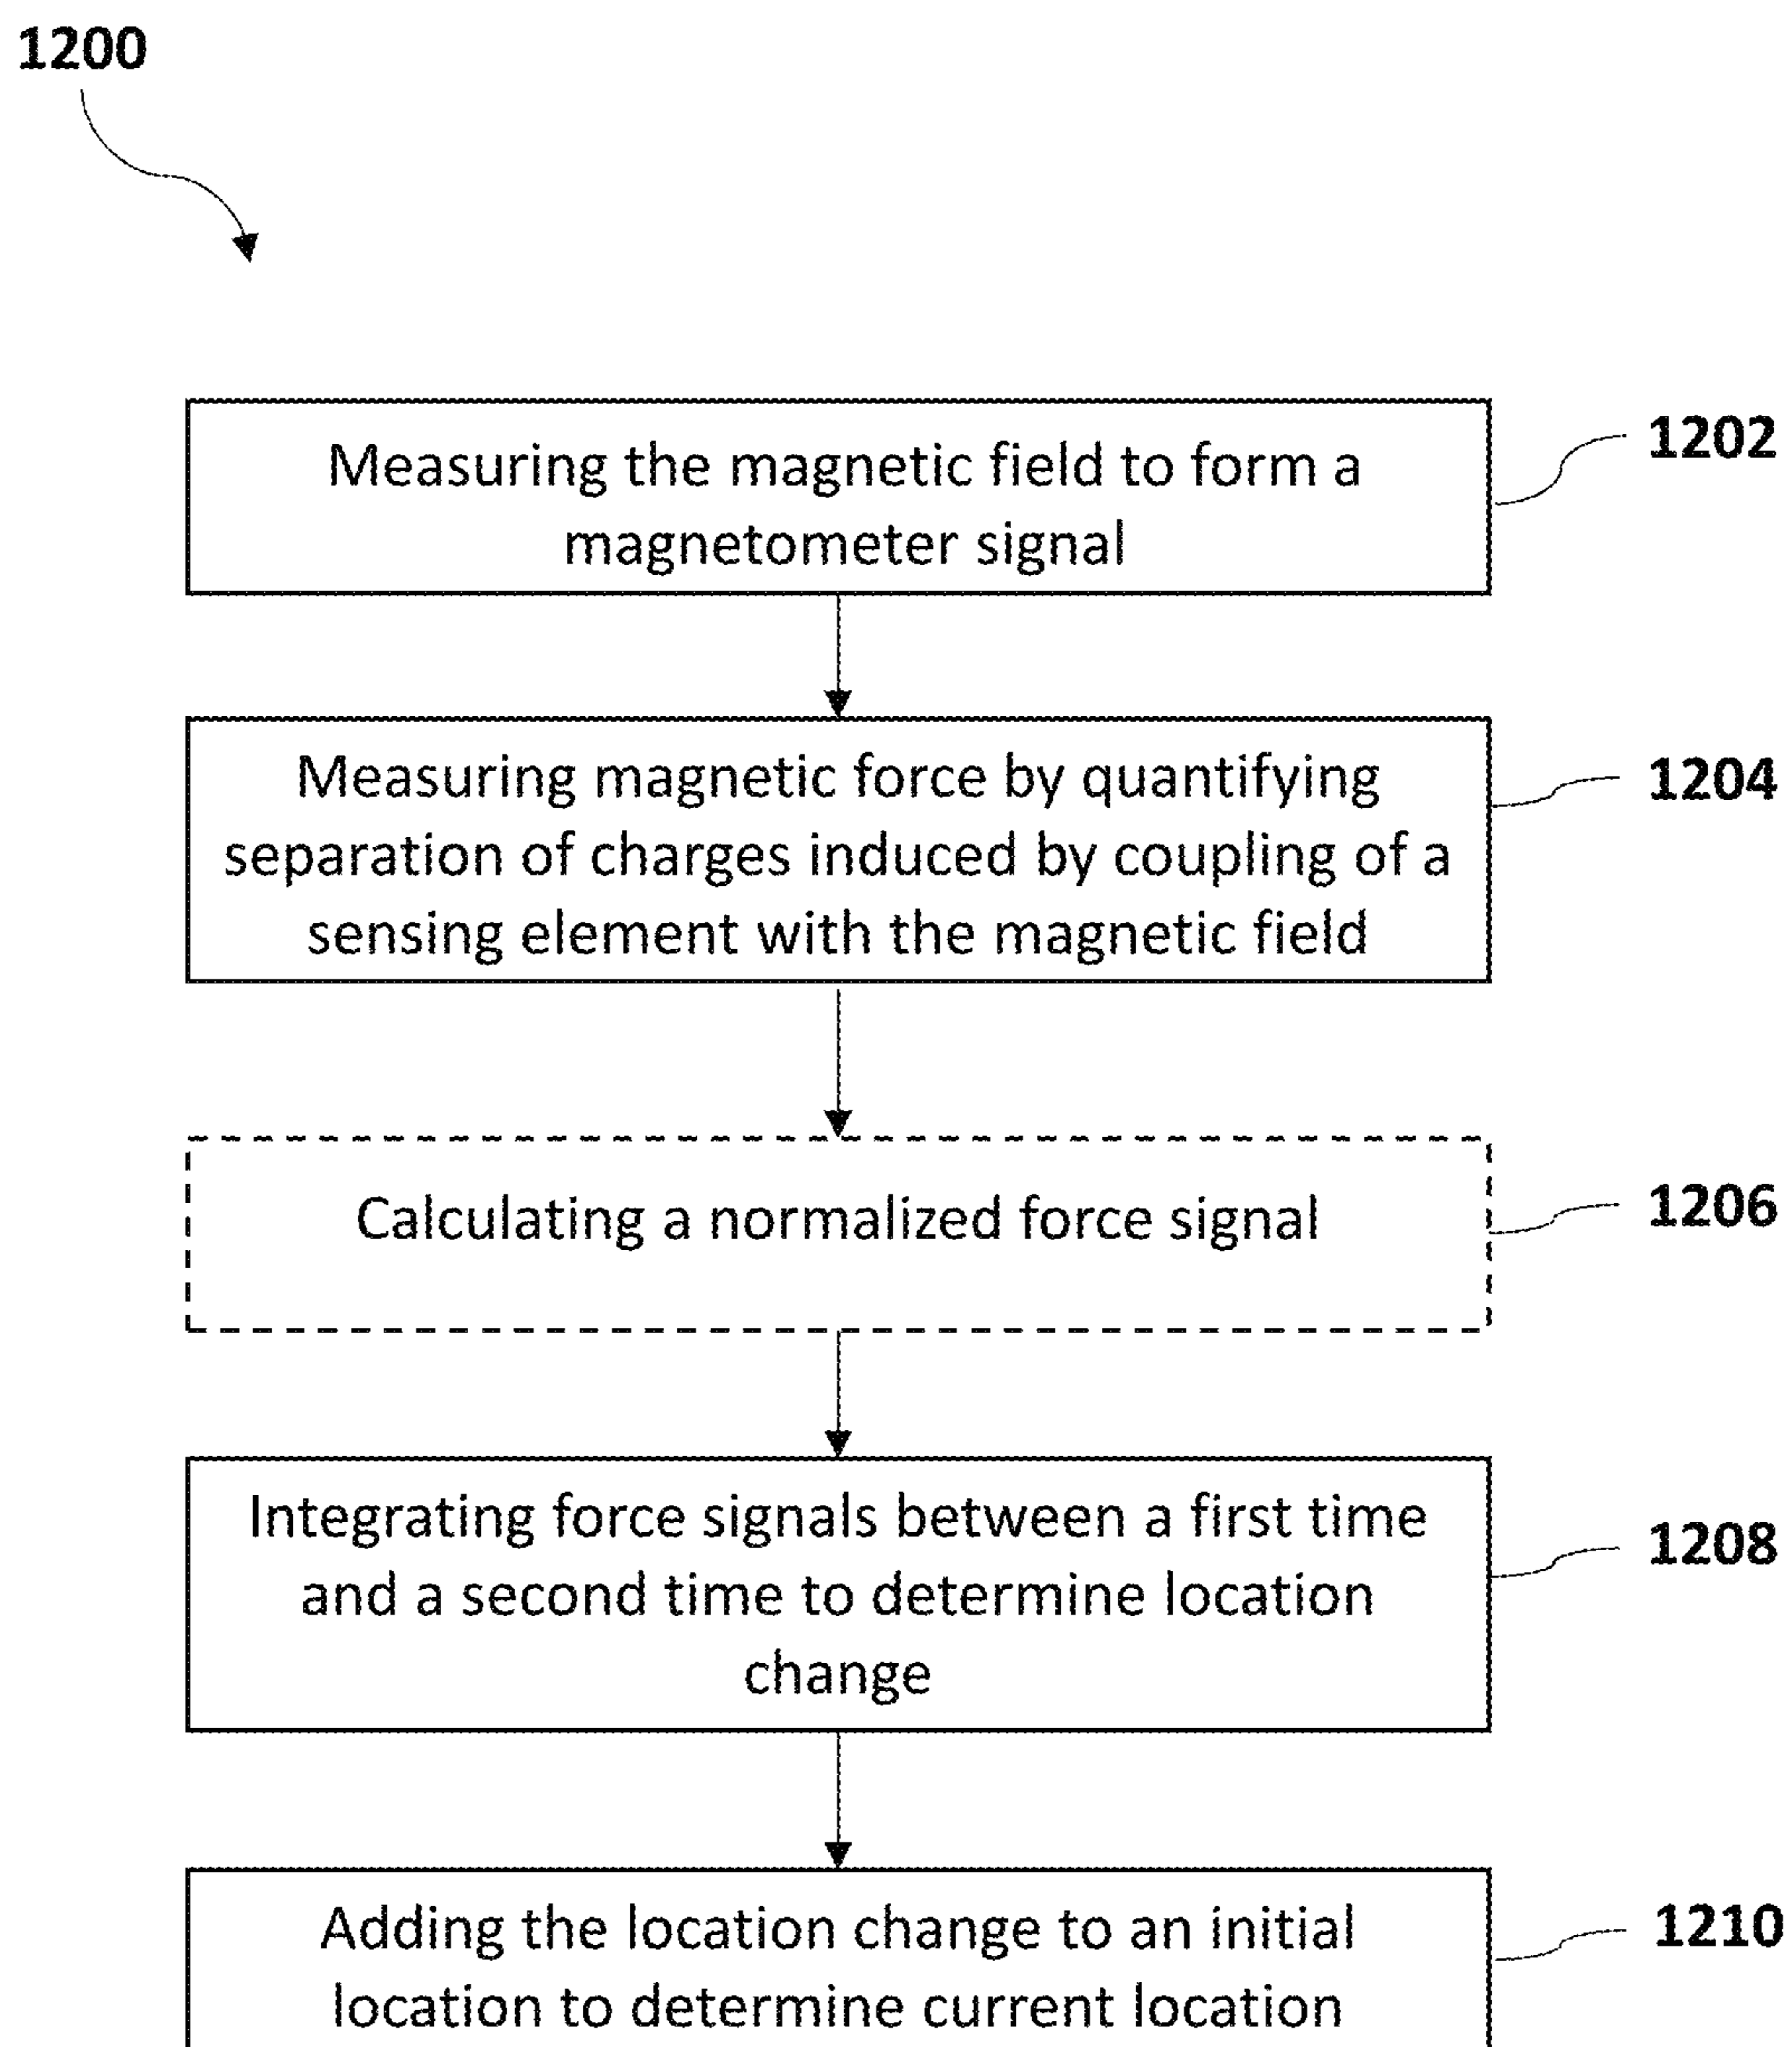 1200
Measuring the magnetic field to form a
magnetometer signal
1202
Measuring magnetic force by quantifying
separation of charges induced by coupling of a
sensing element with the magnetic field
1204
Calculating a normalized force signal
1206
Integrating force signals between a first time
and a second time to determine location
change
1208
Adding the location change to an initial
location to determine current location
1210